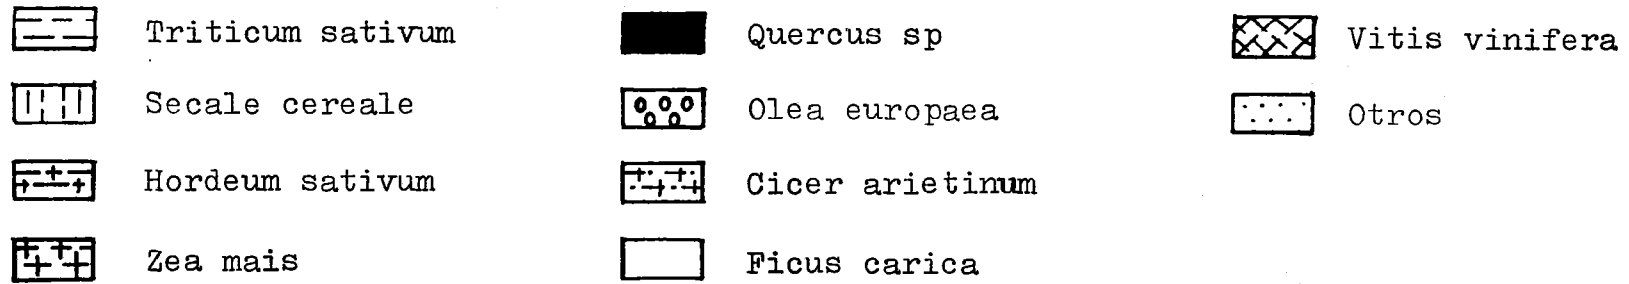 Triticum sativum
Secale cereale
Hordeum sativum
Zea mais
Quercus sp
Olea europaea
Cicer arietinum
Ficus carica
Vitis vinifera
Otros